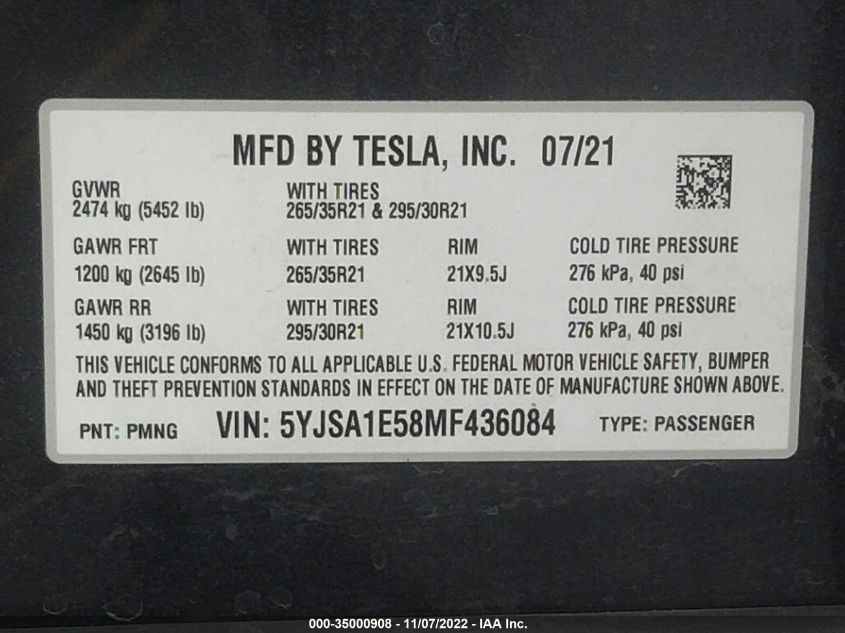 MFD BY TESLA, INC. 07/21
GVWR WITH TIRES
2474 kg (5452 lb) 265/35R21 & 295/30R21
GAWR FRT WITH TIRES RIM COLD TIRE PRESSURE
1200 kg (2645 lb) 265/35R21 21X9.5J 276 kPa, 40 psi
GAWR RR WITH TIRES RIM COLD TIRE PRESSURE
1450 kg (3196 lb) 295/30R21 21X10.5J 276 kPa, 40 psi
THIS VEHICLE CONFORMS TO ALL APPLICABLE U.S. FEDERAL MOTOR VEHICLE SAFETY, BUMPER
AND THEFT PREVENTION STANDARDS IN EFFECT ON THE DATE OF MANUFACTURE SHOWN ABOVE.
PNT: PMNG VIN: 5YJSA1E58MF436084 TYPE: PASSENGER
000-35000908 - 11/07/2022 - IAA Inc.